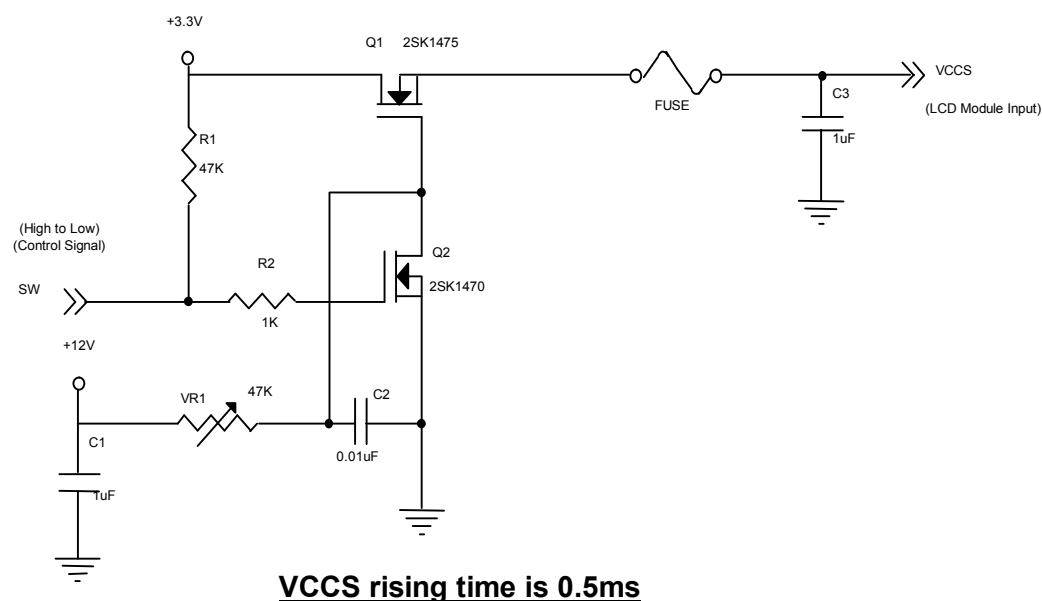 +3.3V
Q1 2SK1475
FUSE
VCCS
C3
(LCD Module Input)
1uF
R1
47K
(High to Low)
(Control Signal)
SW
R2
1K
Q2
2SK1470
+12V
VR1
47K
C2
0.01uF
C1
1uF
VCCS rising time is 0.5ms